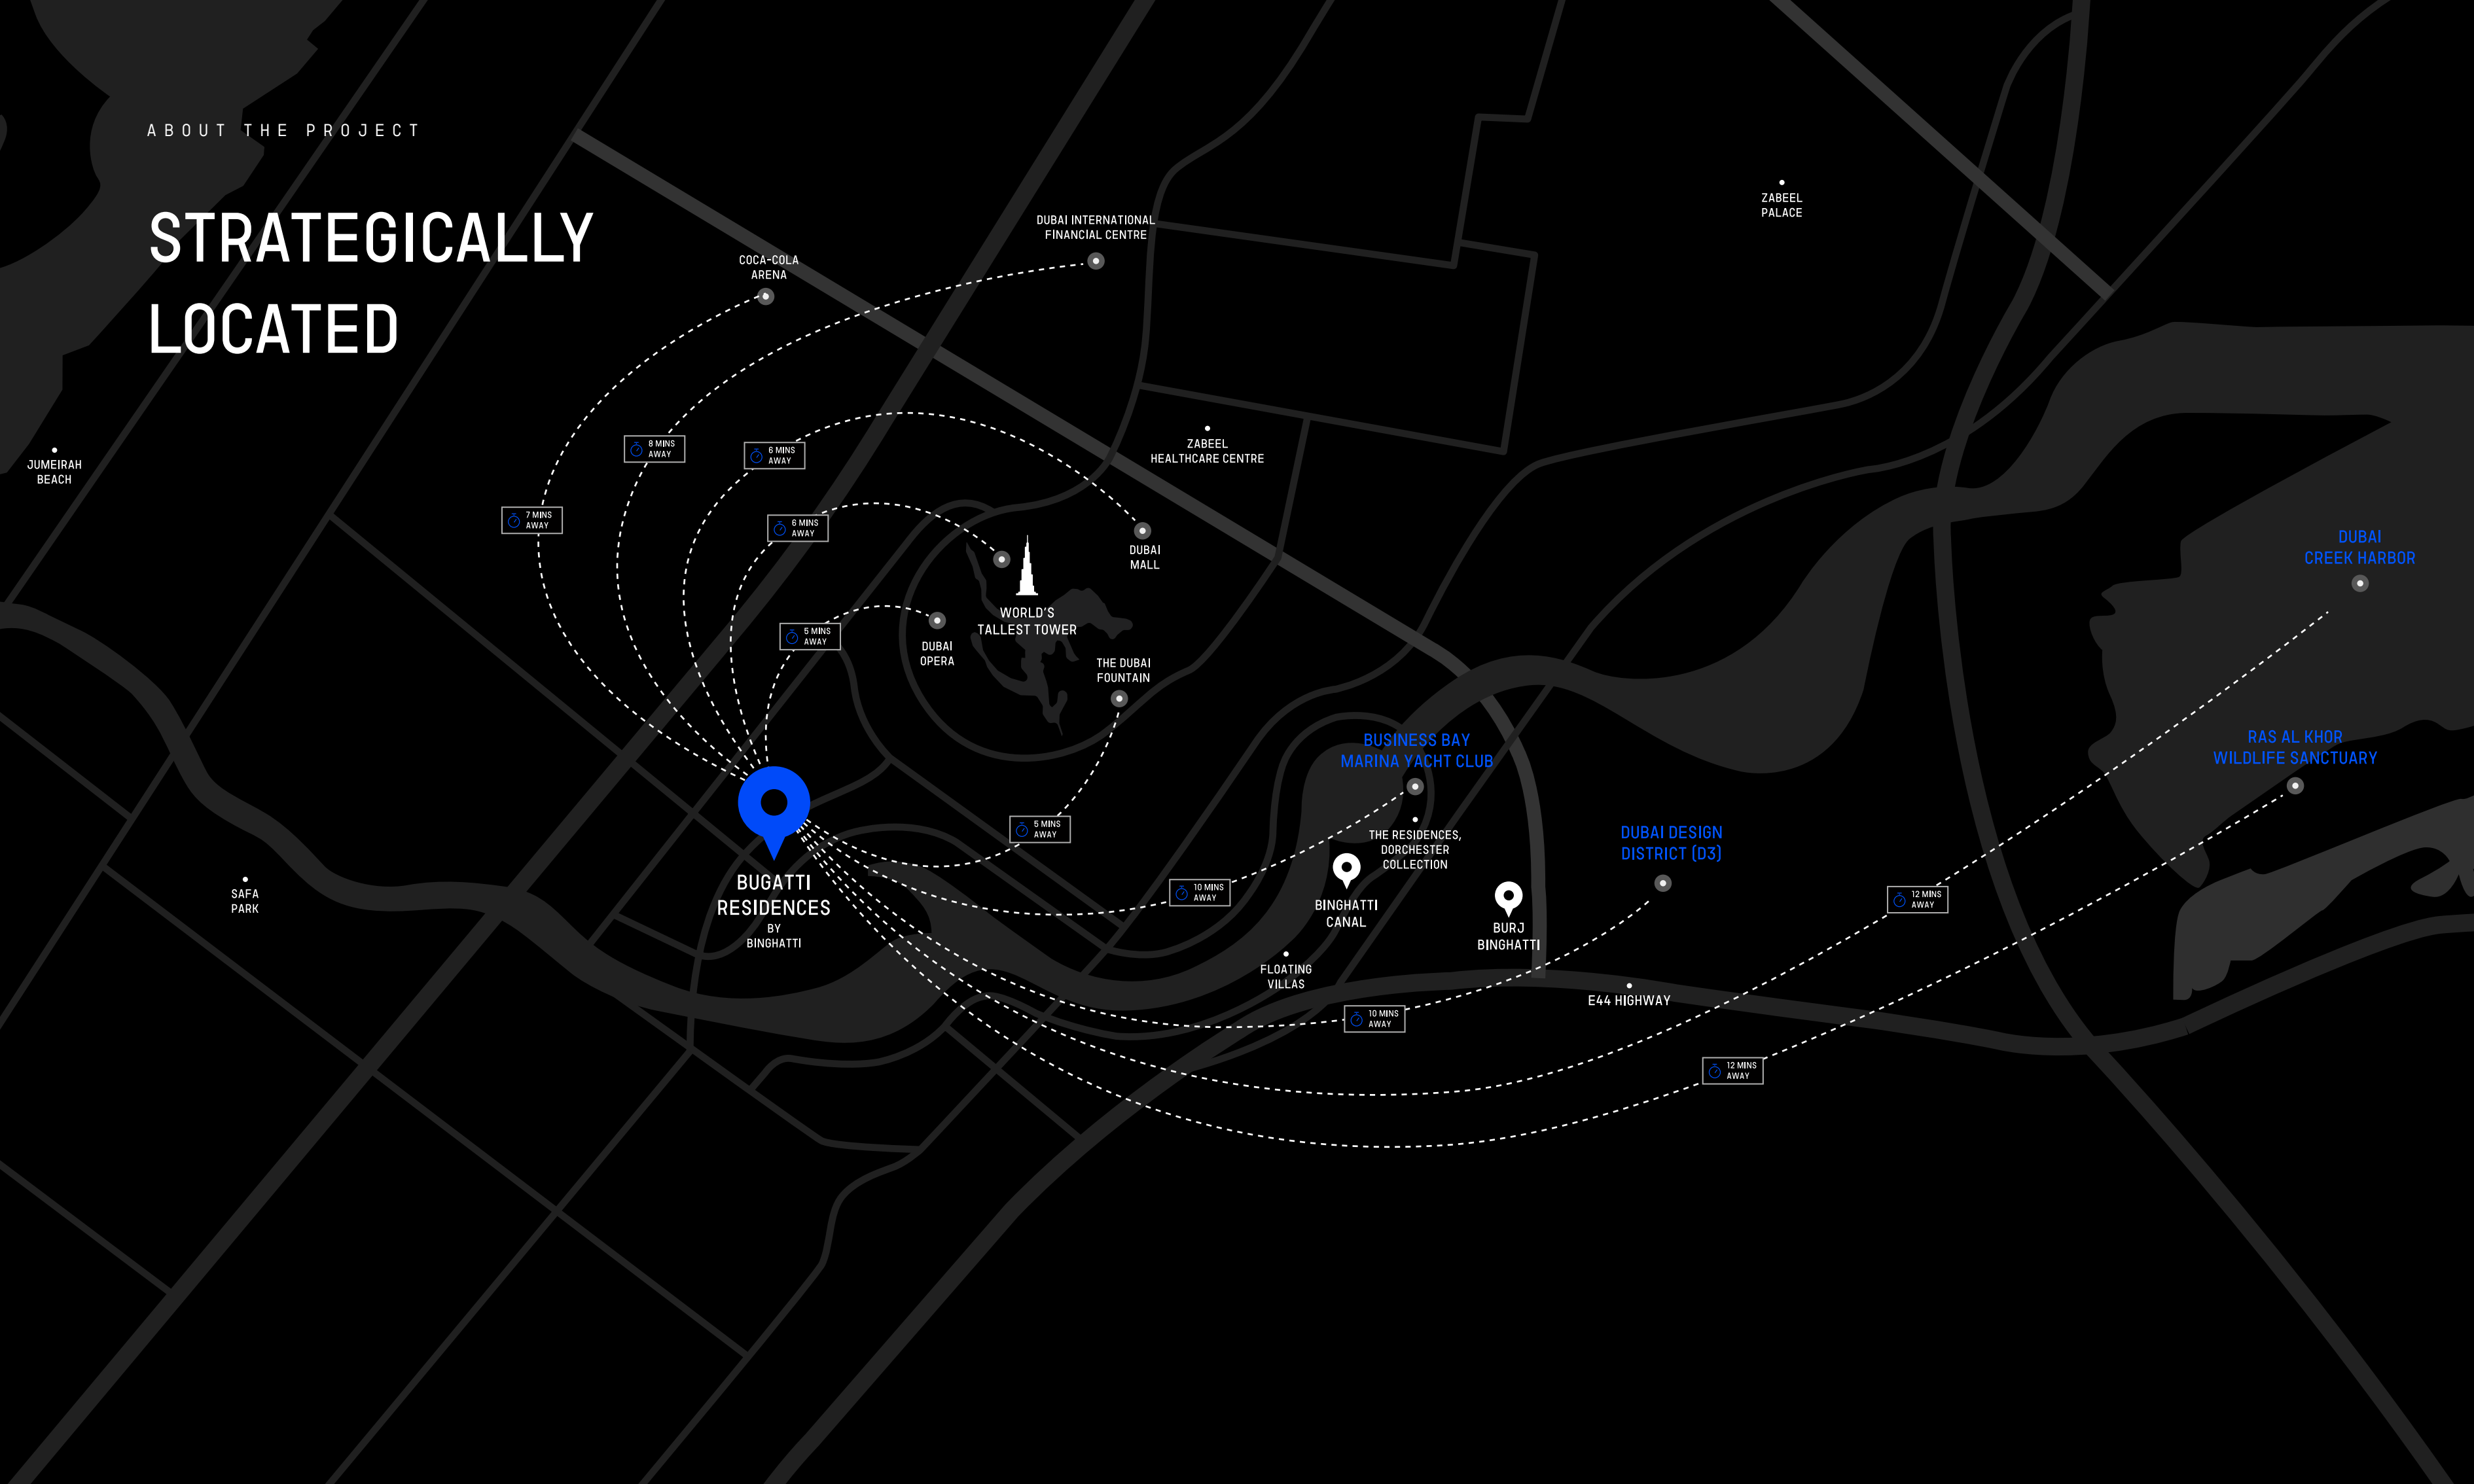 ABOUT THE PROJECT
STRATEGICALLY
LOCATED
ZABEEL
PALACE
DUBAI INTERNATIONAL
FINANCIAL CENTRE
COCA-COLA
ARENA
JUMEIRAH
BEACH
8 MINS
AWAY
6 MINS
AWAY
ZABEEL
HEALTHCARE CENTRE
7 MINS
AWAY
6 MINS
AWAY
DUBAI
MALL
DUBAI
CREEK HARBOR
WORLD'S
TALLEST TOWER
5 MINS
AWAY
DUBAI
OPERA
THE DUBAI
FOUNTAIN
BUSINESS BAY
MARINA YACHT CLUB
RAS AL KHOR
WILDLIFE SANCTUARY
5 MINS
AWAY
THE RESIDENCES,
DORCHESTER
COLLECTION
DUBAI DESIGN
DISTRICT (D3)
SAFA
PARK
BUGATTI
RESIDENCES
BY
BINGHATTI
10 MINS
AWAY
BINGHATTI
CANAL
BURJ
BINGHATTI
12 MINS
AWAY
FLOATING
VILLAS
E44 HIGHWAY
10 MINS
AWAY
12 MINS
AWAY